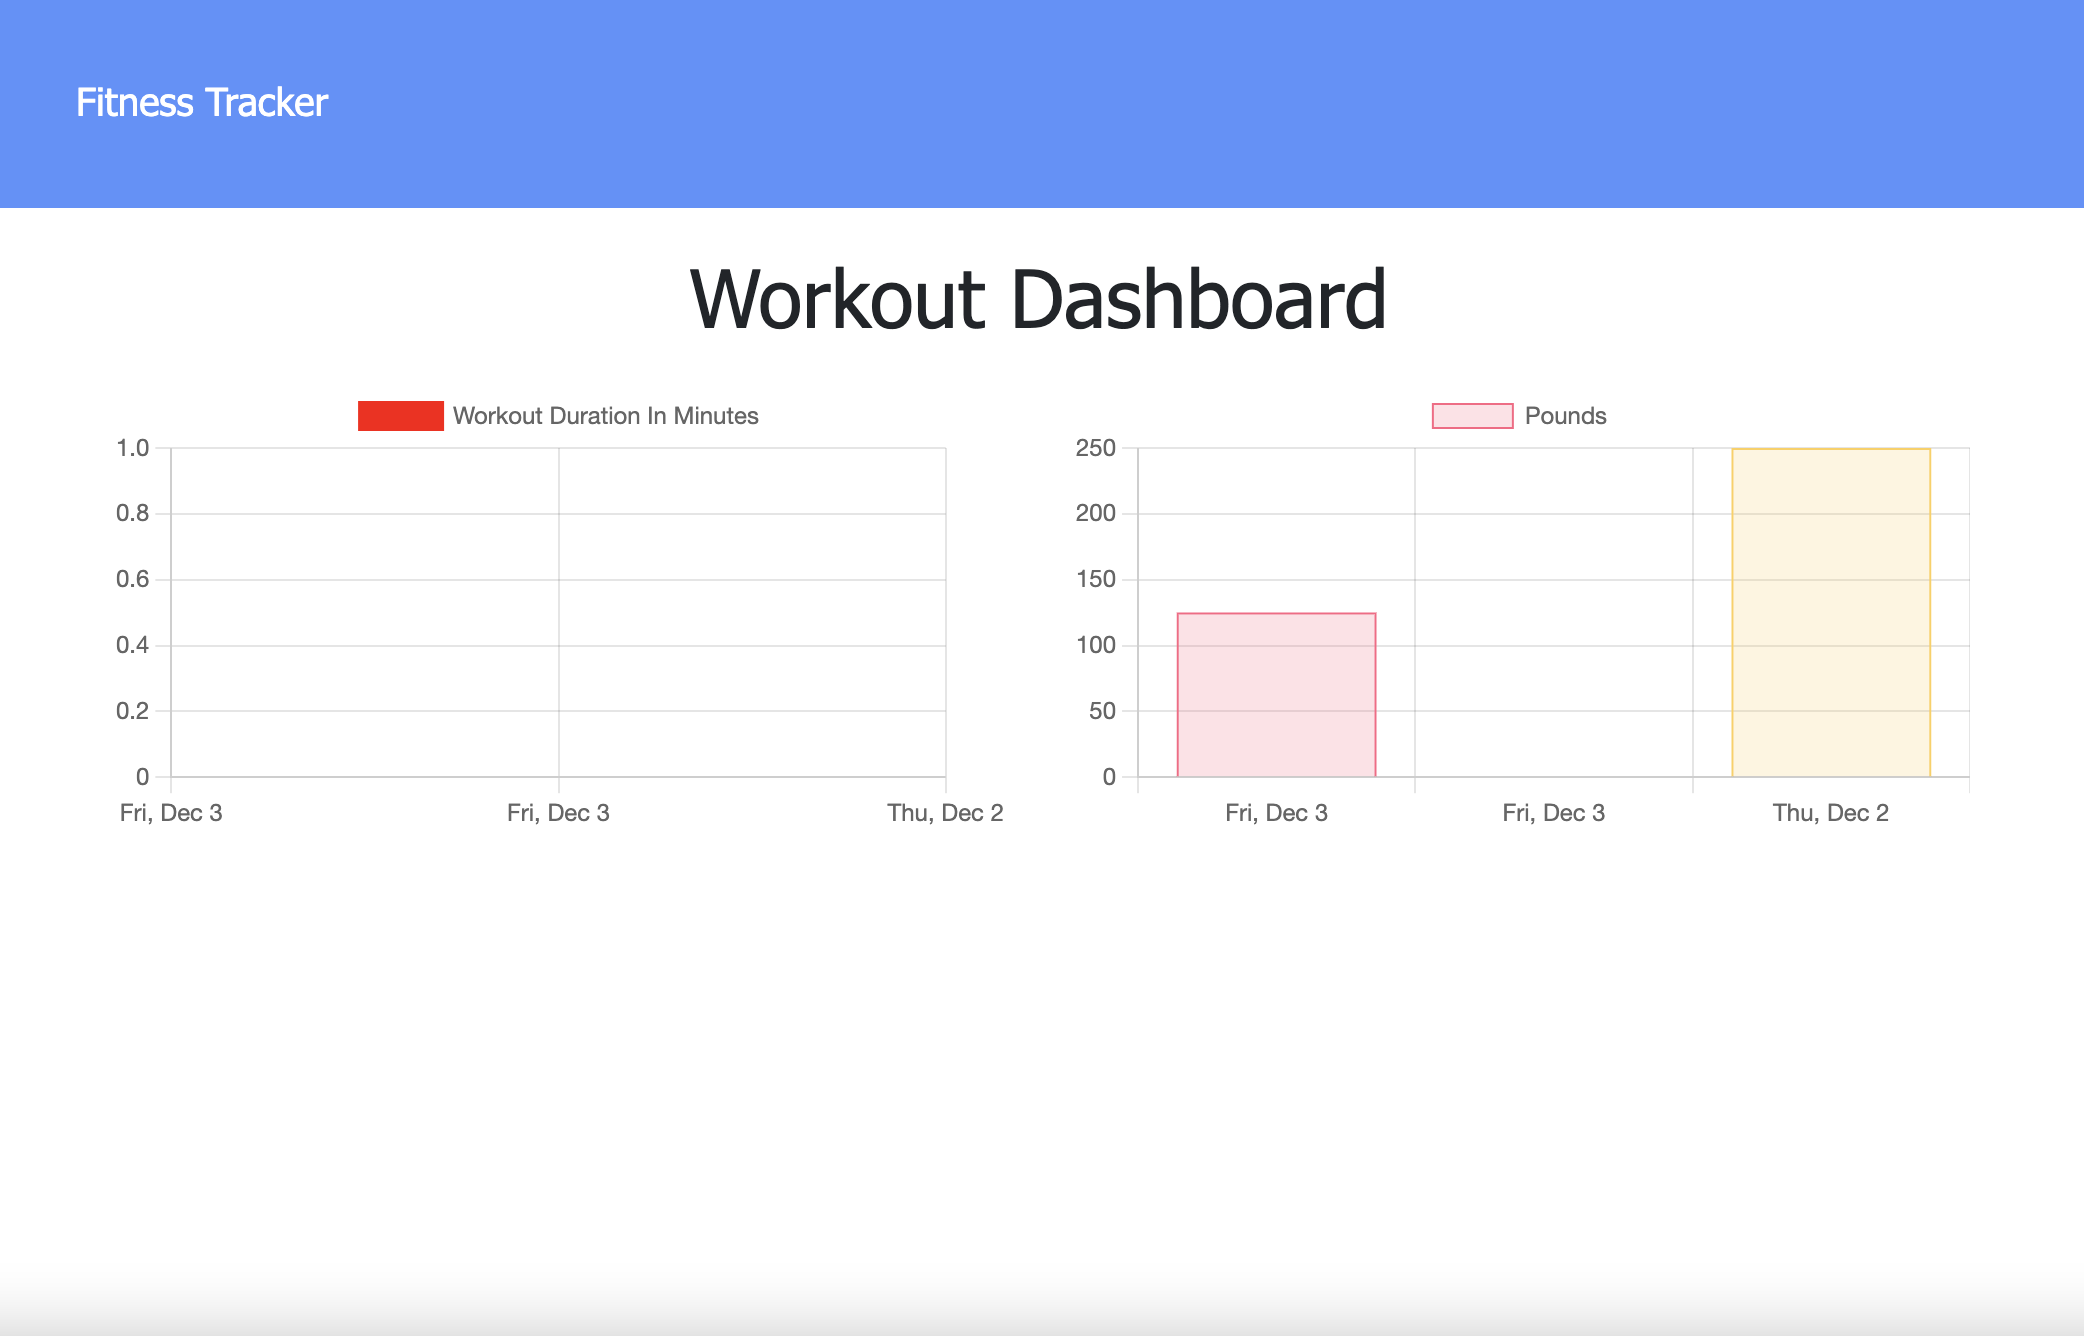 Fitness Tracker
Workout Dashboard
Workout Duration In Minutes
1.0
0.8
0.6
0.4
0.2
0
Fri, Dec 3 Fri, Dec 3 Thu, Dec 2
Pounds
250
200
150
100
50
0
Fri, Dec 3 Fri, Dec 3 Thu, Dec 2